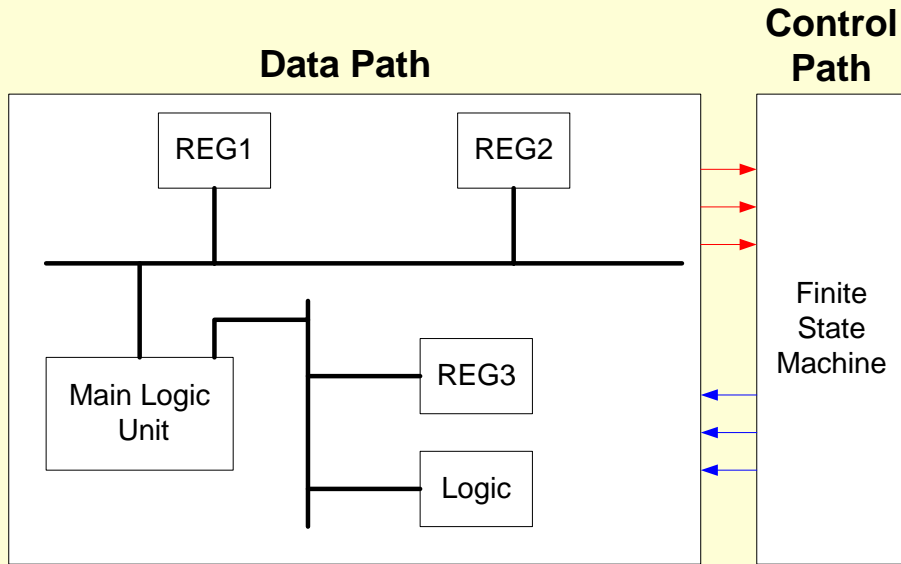 Data Path
Control
Path
REG1
REG2
Main Logic
Unit
REG3
Logic
Finite
State
Machine